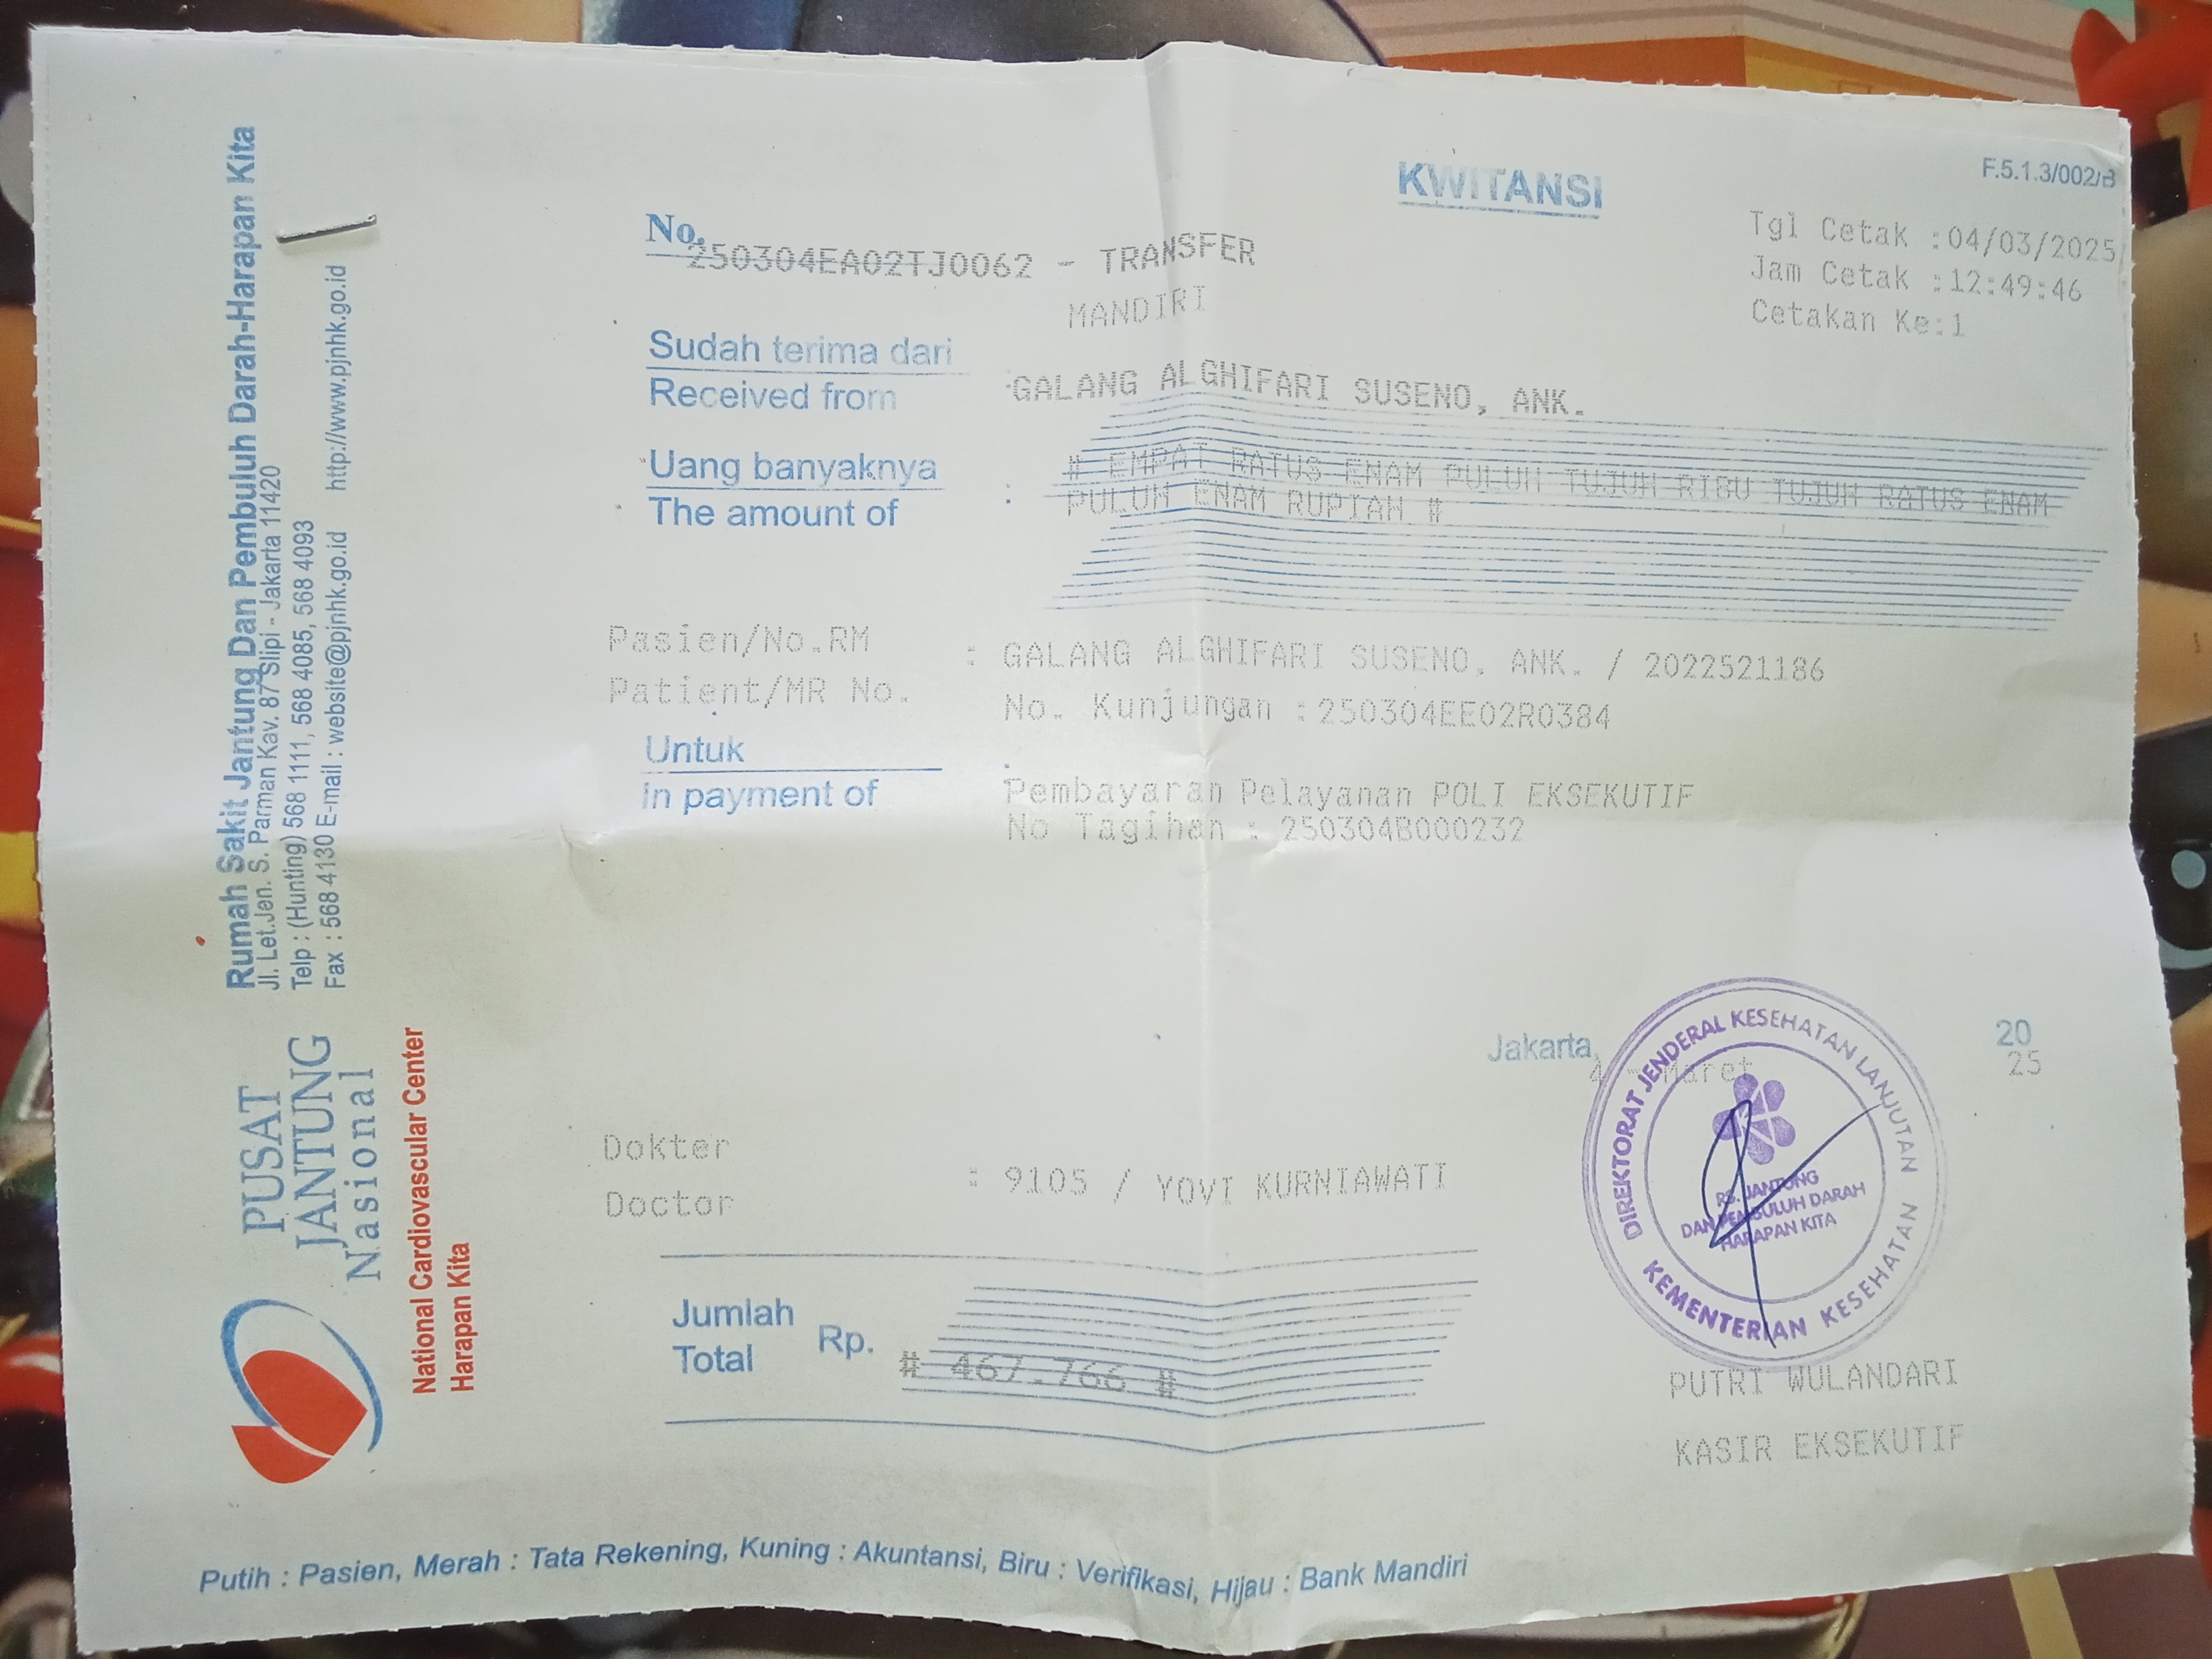 Rumah Sakit Jantung Dan Pembuluh Darah-Harapan Kita
Jl. Let.Jen. S. Parman Kav. 87 Slipi - Jakarta 11420
Telp : (Hunting) 568 1111, 568 4085, 568 4093
Fax : 568 4130 E-mail : website@pjnhk.go.id http://www.pjnhk.go.id
PUSAT
JANTUNG
Nasional
National Cardiovascular Center
Harapan Kita
F.5.1.3/002/B
KWITANSI
Tgl Cetak :04/03/2025
Jam Cetak :12:49:46
Cetakan Ke:1
No.
250304EA02TJ0062 - TRANSFER
MANDIRI
Sudah terima dari
Received from
:GALANG ALGHIFARI SUSENO, ANK.
Uang banyaknya
The amount of
:
# EMPAT RATUS ENAM PULUH TUJUH RIBU TUJUH RATUS ENAM
PULUH ENAM RUPIAH #
Pasien/No.RM
Patient/MR No.
: GALANG ALGHIFARI SUSENO, ANK. / 2022521186
No. Kunjungan :250304EE02R0384
Untuk
in payment of
:
Pembayaran Pelayanan POLI EKSEKUTIF
No Tagihan : 250304B000232
Jakarta,
4 - Maret
20
25
DIREKTORAT JENDERAL KESEHATAN LANJUTAN
RS. JANTUNG
DAN PEMBULUH DARAH
HARAPAN KITA
KEMENTERIAN KESEHATAN
Dokter
Doctor
: 9105 / YOVI KURNIAWATI
Jumlah
Total
Rp.
# 467.766 #
PUTRI WULANDARI
KASIR EKSEKUTIF
Putih : Pasien, Merah : Tata Rekening, Kuning : Akuntansi, Biru : Verifikasi, Hijau : Bank Mandiri